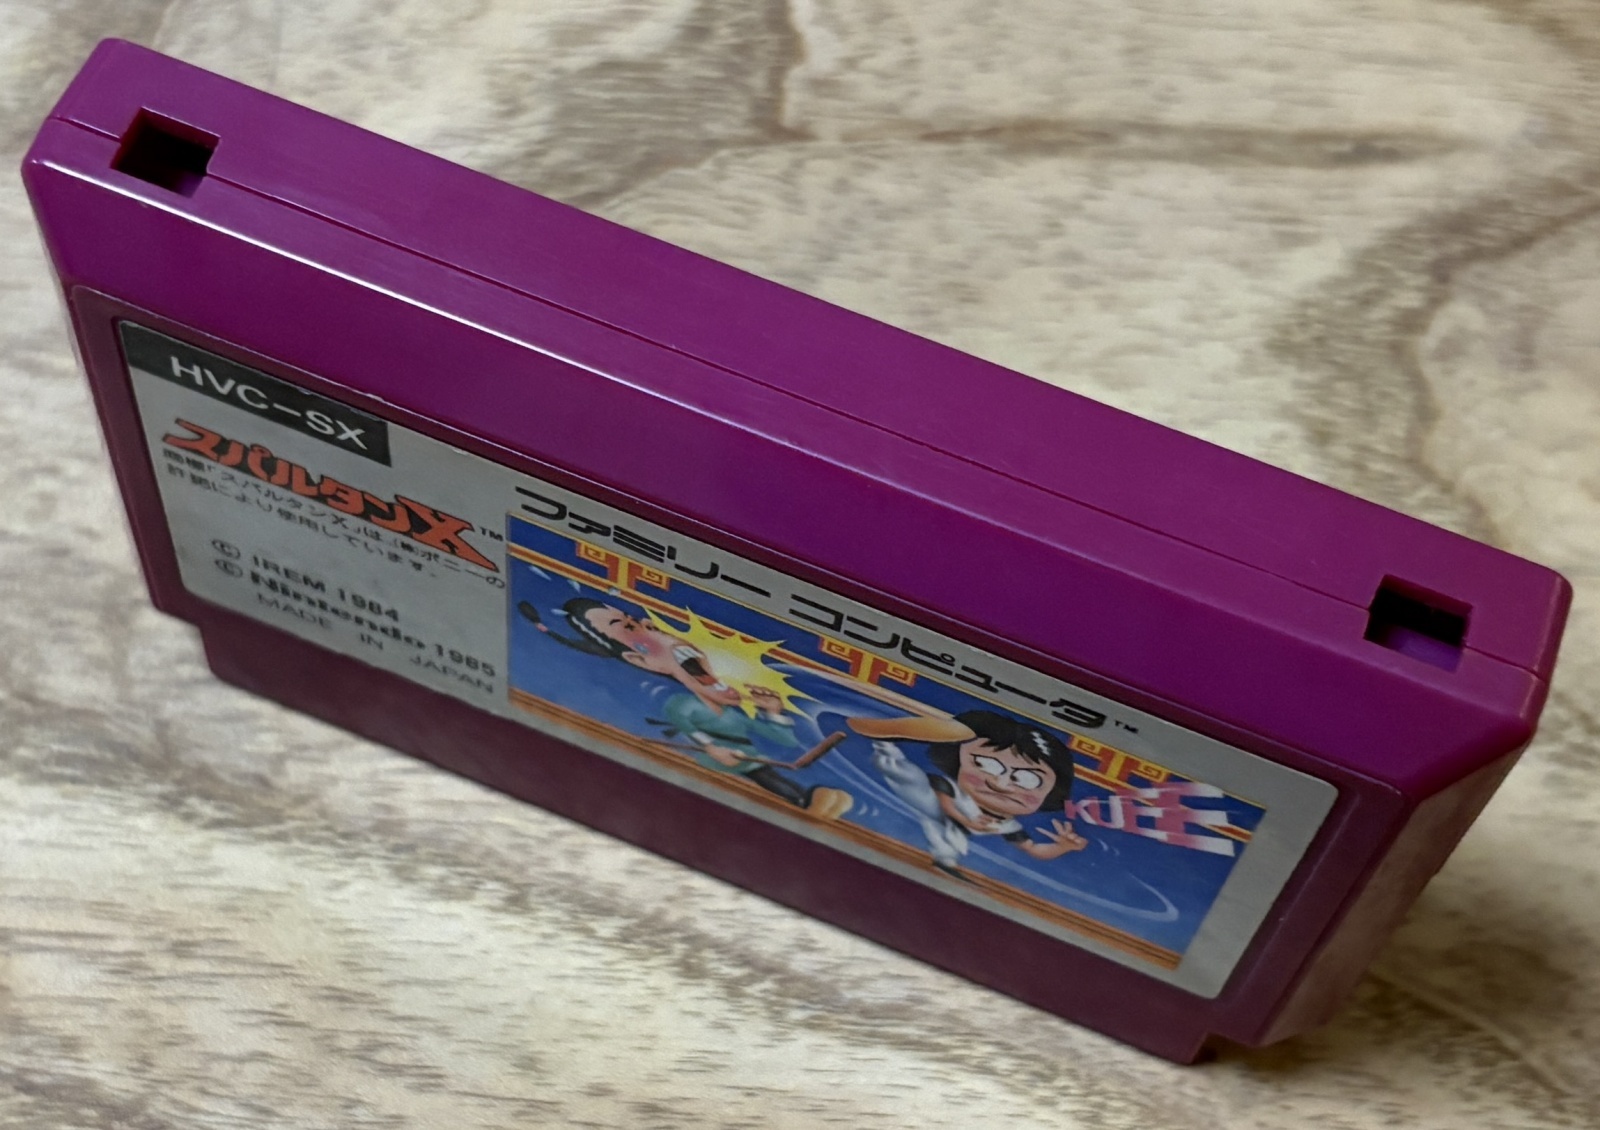 HVC-SX
スパルタンX™
商標「スパルタンX」は、(株)ポニーの
許諾により使用しています。
© IREM 1984
© Nintendo 1985
MADE IN JAPAN
ファミリー コンピュータ™